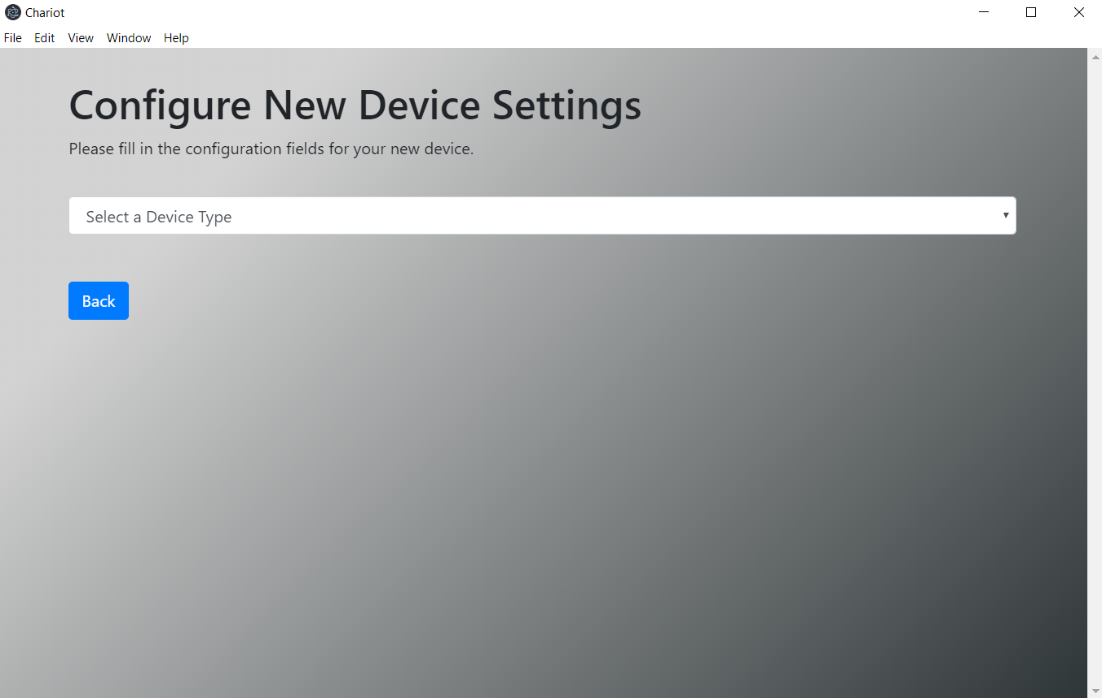 Chariot
File Edit View Window Help
Configure New Device Settings
Please fill in the configuration fields for your new device.
Select a Device Type
Back